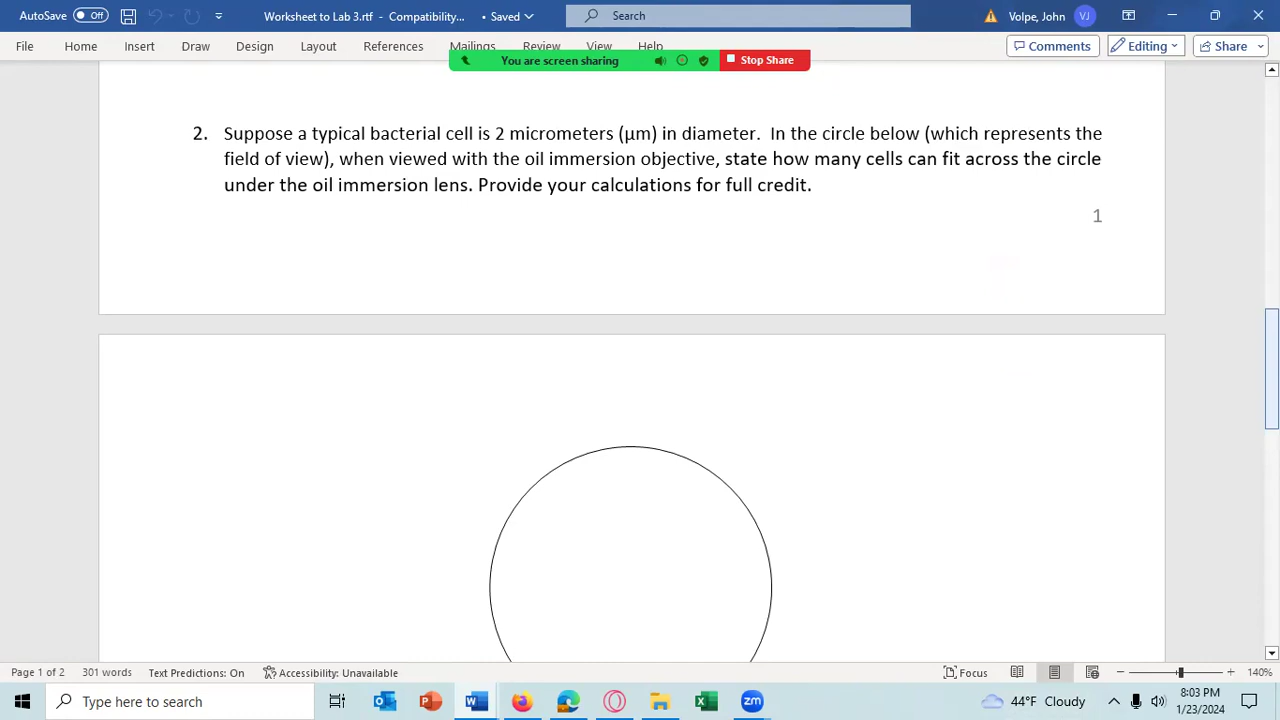 AutoSave Off Worksheet to Lab 3.rtf - Compatibility... • Saved Search Volpe, John VJ
File Home Insert Draw Design Layout References Mailings Review View Help Comments Editing Share
You are screen sharing Stop Share
2. Suppose a typical bacterial cell is 2 micrometers (µm) in diameter. In the circle below (which represents the
field of view), when viewed with the oil immersion objective, state how many cells can fit across the circle
under the oil immersion lens. Provide your calculations for full credit.
1
Page 1 of 2 301 words Text Predictions: On Accessibility: Unavailable Focus 140%
Type here to search 44°F Cloudy 8:03 PM
1/23/2024